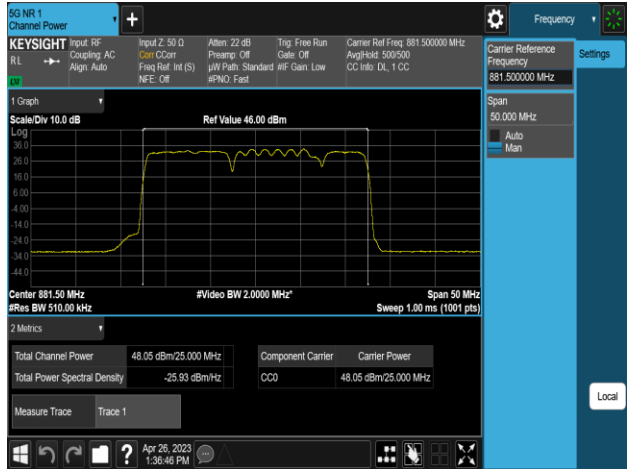 5G NR 1
Channel Power
+
Frequency
KEYSIGHT
RL
Input: RF
Coupling: AC
Align: Auto
Input Z: 50 Ω
Corr CCorr
Freq Ref: Int (S)
NFE: Off
Atten: 22 dB
Preamp: Off
µW Path: Standard
#PNO: Fast
Trig: Free Run
Gate: Off
#IF Gain: Low
Carrier Ref Freq: 881.500000 MHz
Avg|Hold: 500/500
CC Info: DL, 1 CC
Carrier Reference
Frequency
881.500000 MHz
Settings
Span
50.000 MHz
Auto
Man
1 Graph
Scale/Div 10.0 dB
Ref Value 46.00 dBm
Log
36.0
26.0
16.0
6.00
-4.00
-14.0
-24.0
-34.0
-44.0
Center 881.50 MHz
#Video BW 2.0000 MHz*
Span 50 MHz
#Res BW 510.00 kHz
Sweep 1.00 ms (1001 pts)
2 Metrics
Total Channel Power 48.05 dBm/25.000 MHz
Total Power Spectral Density -25.93 dBm/Hz
Component Carrier Carrier Power
CC0 48.05 dBm/25.000 MHz
Measure Trace Trace 1
Local
?
Apr 26, 2023
1:36:46 PM